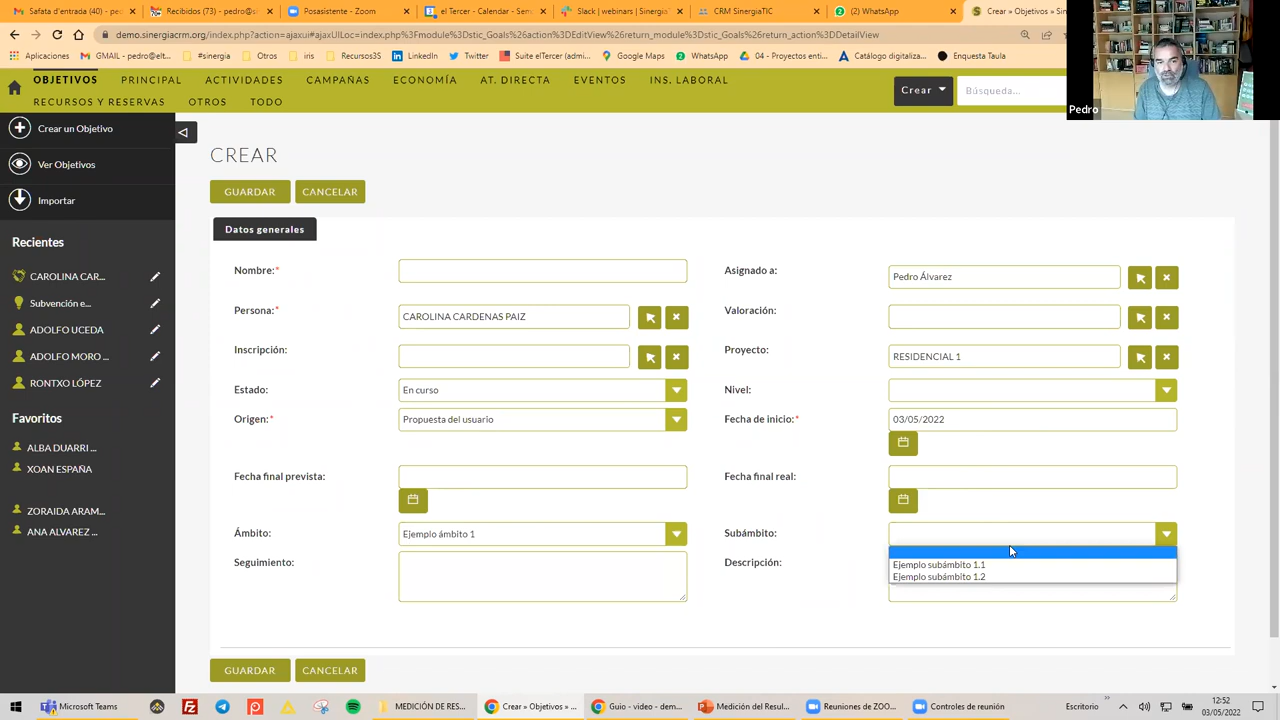 Safata d'entrada (40) - p
Recibidos (73) - pedro@si
Posasistente - Zoom
el Tercer - Calendar - Sem
Slack | webinars | Sinergia
CRM SinergiaTIC
(2) WhatsApp
Crear » Objetivos » Si
demo.sinergiacrm.org/index.php?action=ajaxui#ajaxUILoc=index.php%3Fmodule%3Dstic_Goals%26action%3DEditView%26return_module%3Dstic_Goals%26return_action%3DDetailView
Aplicaciones
GMAIL - pedro@elt...
#sinergia
Otros
iris
Recursos3S
LinkedIn
Twitter
Suite elTercer (admi...
Google Maps
WhatsApp
04 - Proyectos enti...
Catálogo digitaliza...
Enquesta Taula
OBJETIVOS PRINCIPAL ACTIVIDADES CAMPAÑAS ECONOMÍA AT. DIRECTA EVENTOS INS. LABORAL
RECURSOS Y RESERVAS OTROS TODO
Crear
Búsqueda...
Pedro
Crear un Objetivo
Ver Objetivos
Importar
Recientes
CAROLINA CAR...
Subvención e...
ADOLFO UCEDA
ADOLFO MORO ...
RONTXO LÓPEZ
Favoritos
ALBA DUARRI ...
XOAN ESPAÑA
ZORAIDA ARAM...
ANA ALVAREZ ...
CREAR
GUARDAR CANCELAR
Datos generales
Nombre:*
Asignado a: Pedro Álvarez
Persona:* CAROLINA CARDENAS PAIZ
Valoración:
Inscripción:
Proyecto: RESIDENCIAL 1
Estado: En curso
Nivel:
Origen:* Propuesta del usuario
Fecha de inicio:* 03/05/2022
Fecha final prevista:
Fecha final real:
Ámbito: Ejemplo ámbito 1
Subámbito:
Ejemplo subámbito 1.1
Ejemplo subámbito 1.2
Seguimiento:
Descripción:
GUARDAR CANCELAR
Microsoft Teams
MEDICIÓN DE RES...
Crear » Objetivos » ...
Guio - video - dem...
Medición del Resul...
Reuniones de ZOO...
Controles de reunión
Escritorio
12:52
03/05/2022